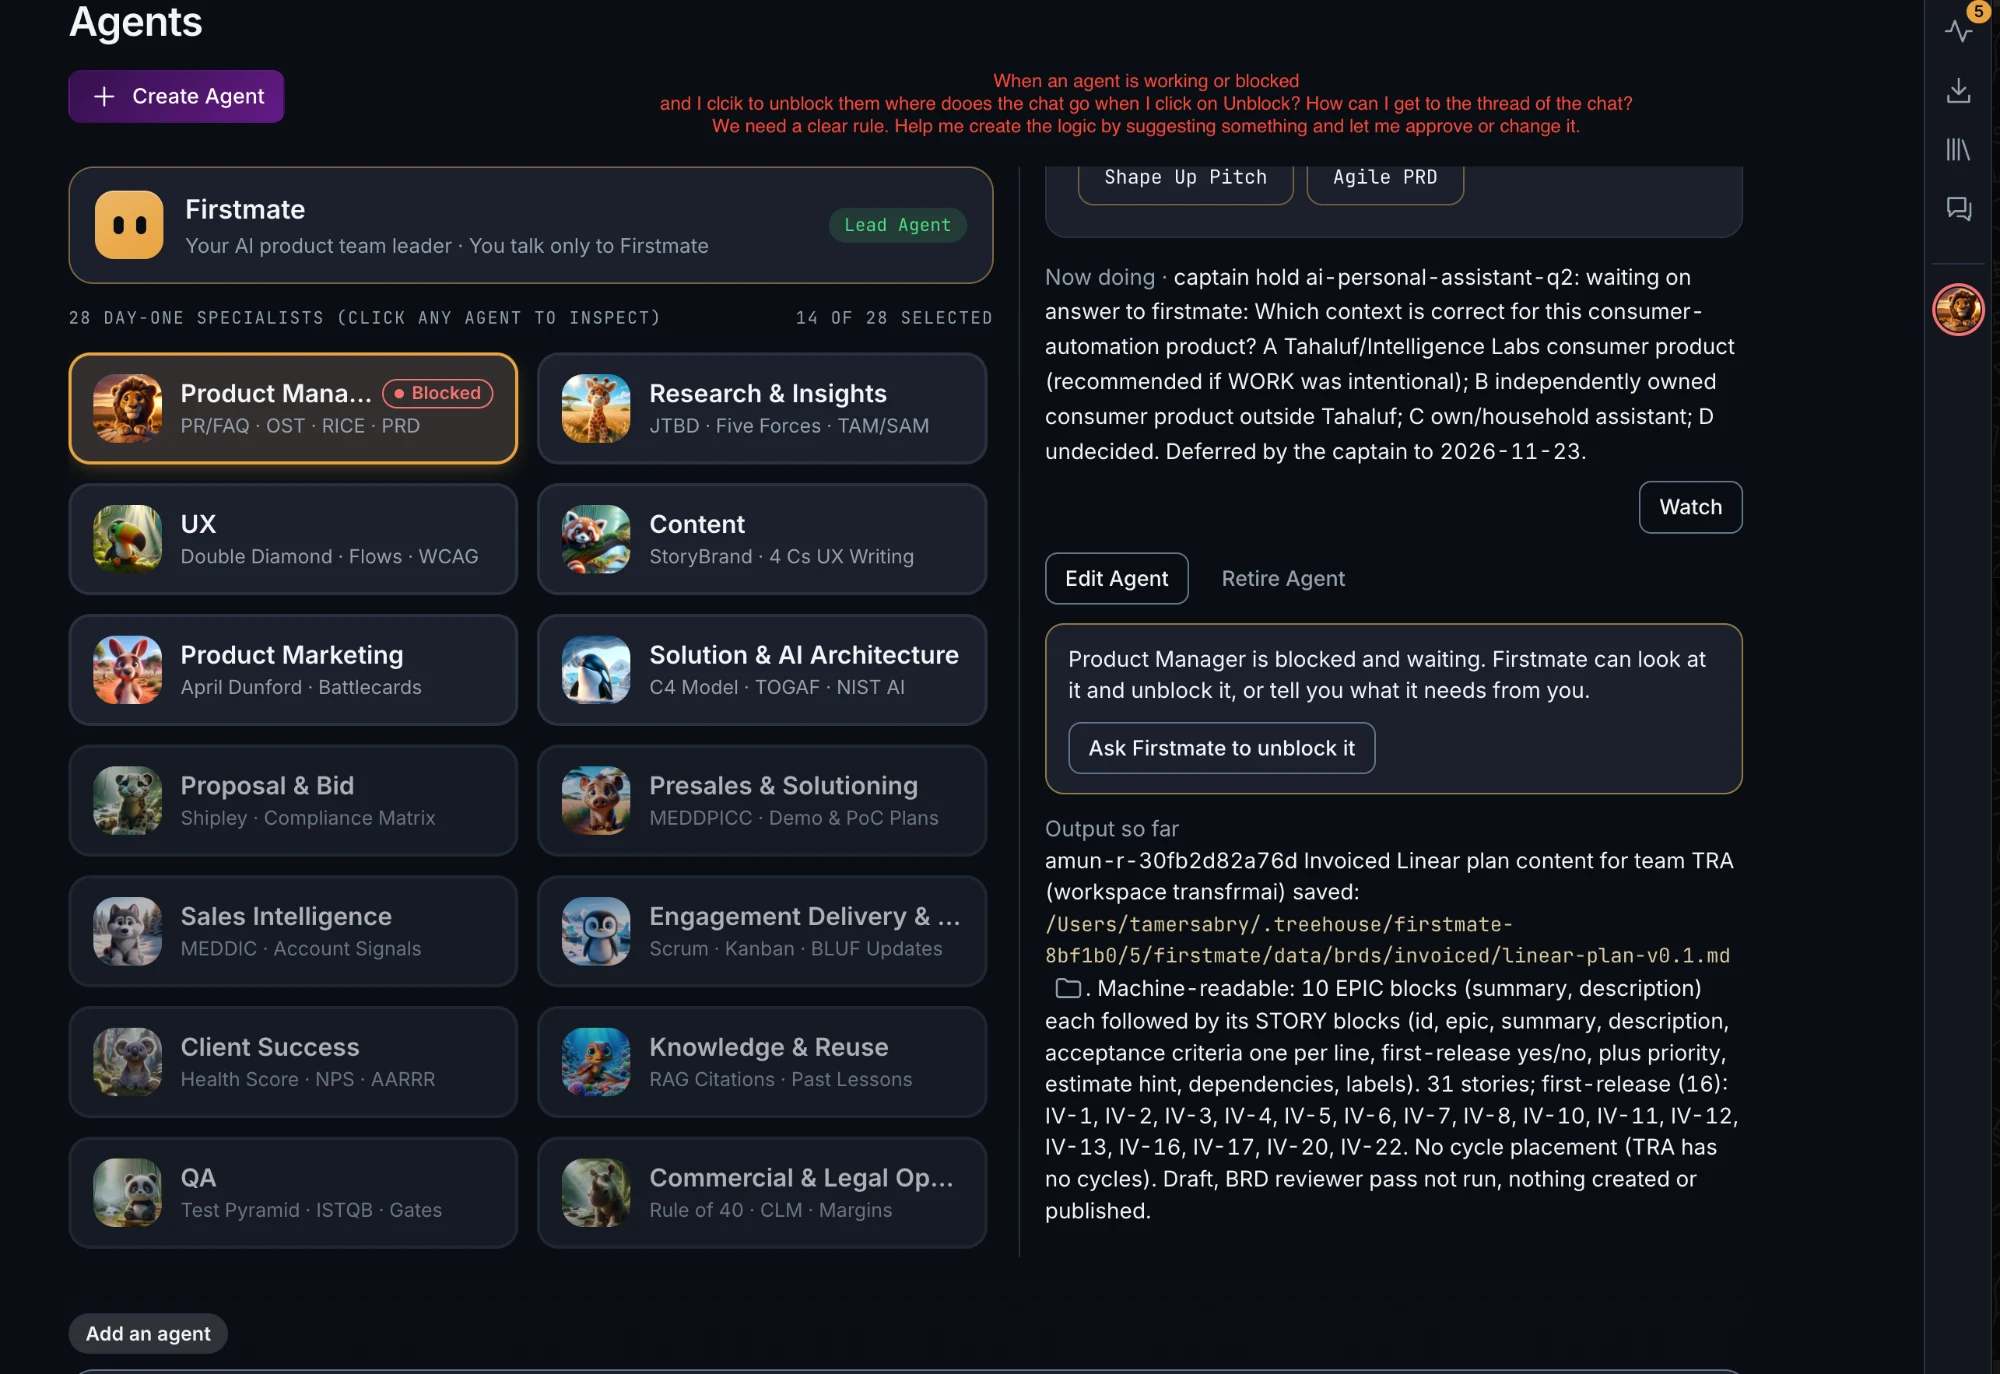 Agents
5
Create Agent
When an agent is working or blocked
and I clcik to unblock them where dooes the chat go when I click on Unblock? How can I get to the thread of the chat?
We need a clear rule. Help me create the logic by suggesting something and let me approve or change it.
Firstmate
Your AI product team leader · You talk only to Firstmate
Lead Agent
28 DAY-ONE SPECIALISTS (CLICK ANY AGENT TO INSPECT)
14 OF 28 SELECTED
Product Mana...
Blocked
PR/FAQ · OST · RICE · PRD
Research & Insights
JTBD · Five Forces · TAM/SAM
UX
Double Diamond · Flows · WCAG
Content
StoryBrand · 4 Cs UX Writing
Product Marketing
April Dunford · Battlecards
Solution & AI Architecture
C4 Model · TOGAF · NIST AI
Proposal & Bid
Shipley · Compliance Matrix
Presales & Solutioning
MEDDPICC · Demo & PoC Plans
Sales Intelligence
MEDDIC · Account Signals
Engagement Delivery & ...
Scrum · Kanban · BLUF Updates
Client Success
Health Score · NPS · AARRR
Knowledge & Reuse
RAG Citations · Past Lessons
QA
Test Pyramid · ISTQB · Gates
Commercial & Legal Op...
Rule of 40 · CLM · Margins
Add an agent
Shape Up Pitch
Agile PRD
Now doing · captain hold ai-personal-assistant-q2: waiting on
answer to firstmate: Which context is correct for this consumer-
automation product? A Tahaluf/Intelligence Labs consumer product
(recommended if WORK was intentional); B independently owned
consumer product outside Tahaluf; C own/household assistant; D
undecided. Deferred by the captain to 2026-11-23.
Watch
Edit Agent
Retire Agent
Product Manager is blocked and waiting. Firstmate can look at
it and unblock it, or tell you what it needs from you.
Ask Firstmate to unblock it
Output so far
amun-r-30fb2d82a76d Invoiced Linear plan content for team TRA
(workspace transfrmai) saved:
/Users/tamersabry/.treehouse/firstmate-
8bf1b0/5/firstmate/data/brds/invoiced/linear-plan-v0.1.md
. Machine-readable: 10 EPIC blocks (summary, description)
each followed by its STORY blocks (id, epic, summary, description,
acceptance criteria one per line, first-release yes/no, plus priority,
estimate hint, dependencies, labels). 31 stories; first-release (16):
IV-1, IV-2, IV-3, IV-4, IV-5, IV-6, IV-7, IV-8, IV-10, IV-11, IV-12,
IV-13, IV-16, IV-17, IV-20, IV-22. No cycle placement (TRA has
no cycles). Draft, BRD reviewer pass not run, nothing created or
published.